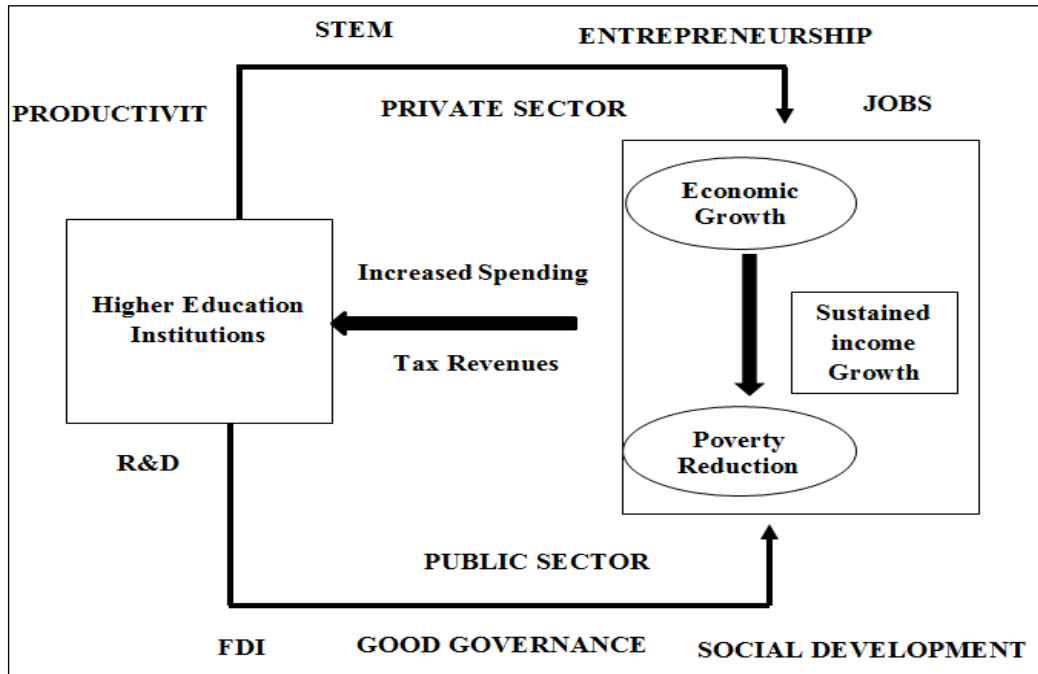 STEM
ENTREPRENEURSHIP
PRODUCTIVIT
PRIVATE SECTOR
JOBS
Economic
Growth
Increased Spending
Higher Education
Institutions
Tax Revenues
Sustained
income
Growth
Poverty
Reduction
R&D
PUBLIC SECTOR
FDI
GOOD GOVERNANCE
SOCIAL DEVELOPMENT